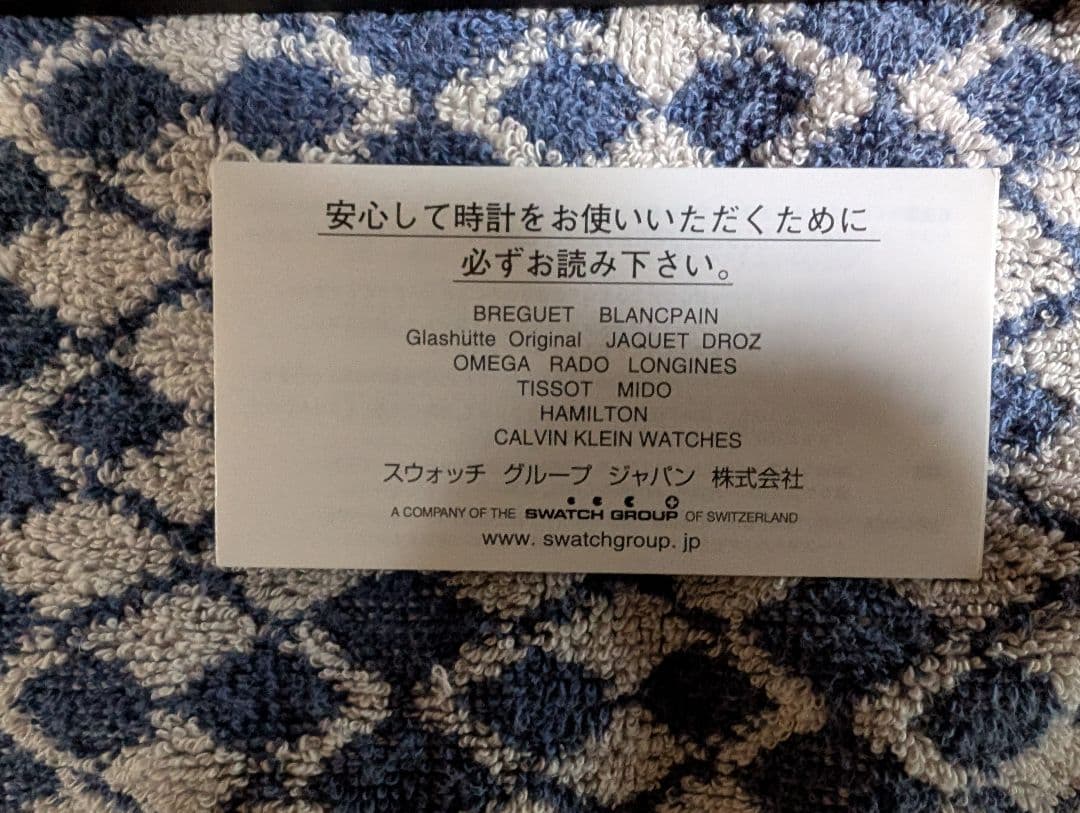 安心して時計をお使いいただくために
必ずお読み下さい。
BREGUET BLANCPAIN
Glashütte Original JAQUET DROZ
OMEGA RADO LONGINES
TISSOT MIDO
HAMILTON
CALVIN KLEIN WATCHES
スウォッチ グループ ジャパン 株式会社
A COMPANY OF THE SWATCH GROUP OF SWITZERLAND
www. swatchgroup. jp